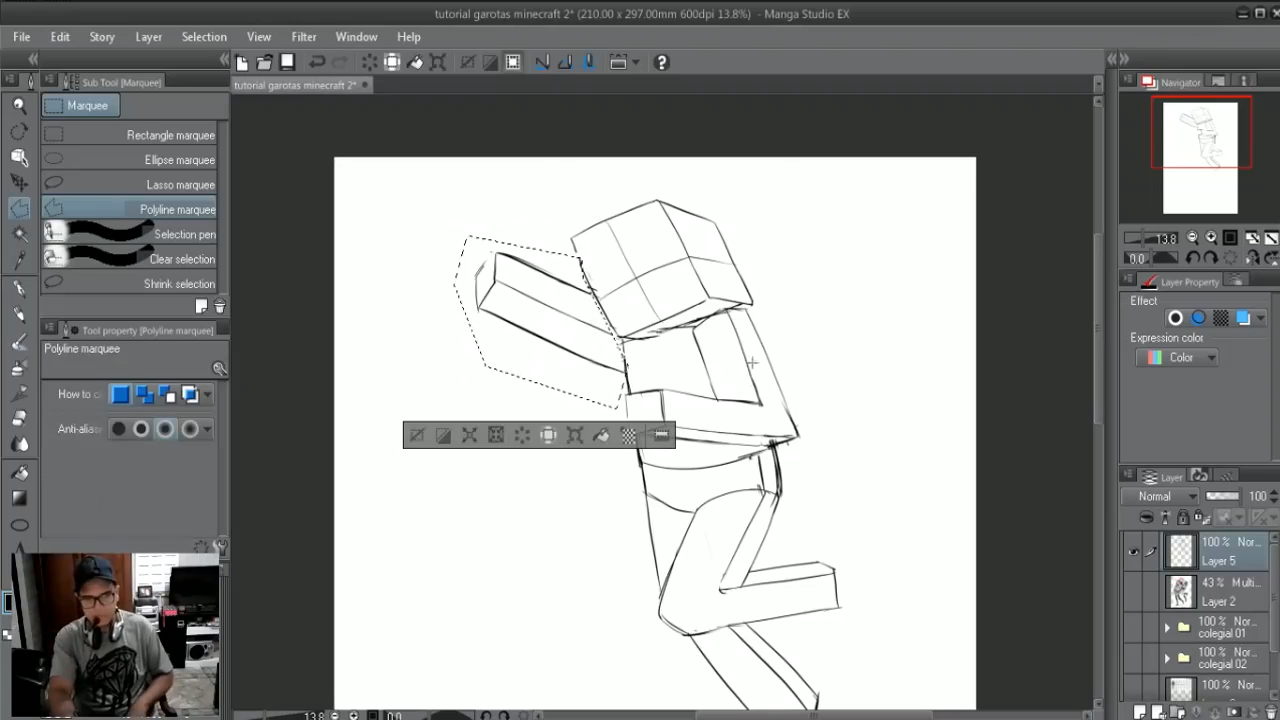 tutorial garotas minecraft 2* (210.00 x 297.00mm 600dpi 13.8%)  - Manga Studio EX
File Edit Story Layer Selection View Filter Window Help
Sub Tool [Marquee]
tutorial garotas minecraft 2*
Navigator
Marquee
Rectangle marquee
Ellipse marquee
Lasso marquee
Polyline marquee
Selection pen
Clear selection
Shrink selection
13.8
0.0
Layer Property
Effect
Expression color
Color
Tool property [Polyline marquee]
Polyline marquee
How to c
Anti-alias
Layer
Normal 100
100 % Nor...
Layer 5
43 % Multi...
Layer 2
100 % Nor...
colegial 01
100 % Nor...
colegial 02
100 % Nor...
13.8 0.0